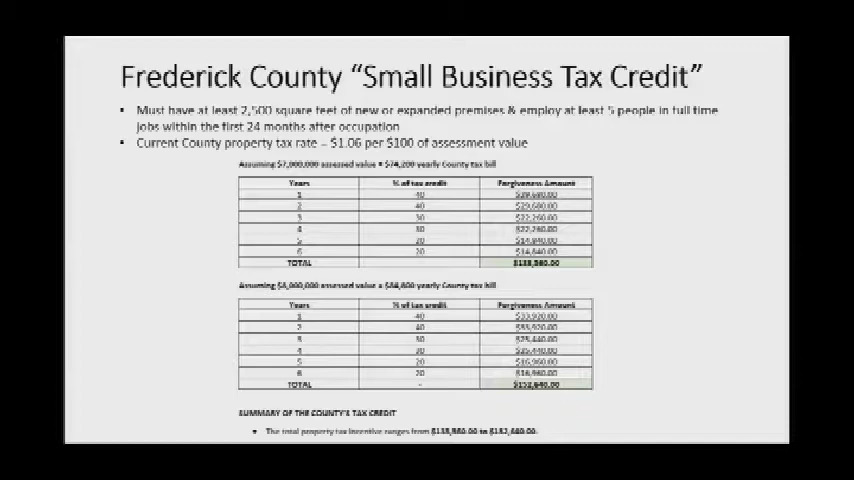 Frederick County “Small Business Tax Credit”
• Must have at least 2,500 square feet of new or expanded premises & employ at least 5 people in full time
jobs within the first 24 months after occupation
• Current County property tax rate – $1.06 per $100 of assessment value
Assuming $7,000,000 assessed value = $74,200 yearly County tax bill
Years % of tax credit Forgiveness Amount
1 40 $29,680.00
2 40 $29,680.00
3 30 $22,260.00
4 30 $22,260.00
5 20 $14,840.00
6 20 $14,840.00
TOTAL $133,560.00
Assuming $8,000,000 assessed value = $84,800 yearly County tax bill
Years % of tax credit Forgiveness Amount
1 40 $33,920.00
2 40 $33,920.00
3 30 $25,440.00
4 30 $25,440.00
5 20 $16,960.00
6 20 $16,960.00
TOTAL - $152,640.00
SUMMARY OF THE COUNTY'S TAX CREDIT
• The total property tax incentive ranges from $133,560.00 to $152,640.00.